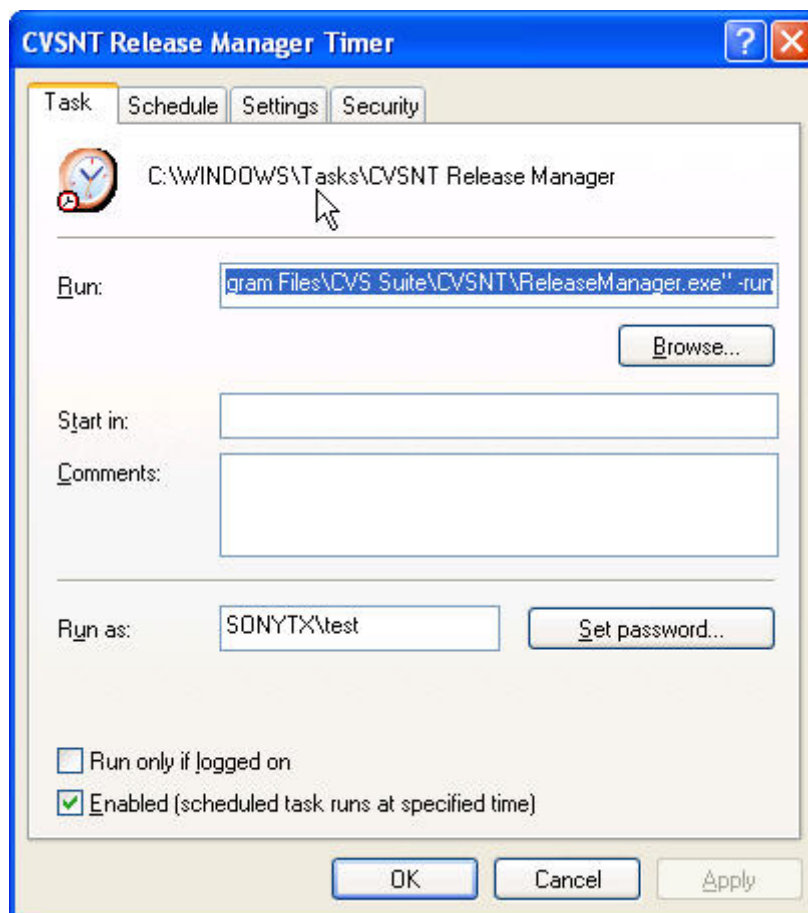 CVSNT Release Manager Timer
Task Schedule Settings Security
C:\WINDOWS\Tasks\CVSNT Release Manager
Run: gram Files\CVS Suite\CVSNT\ReleaseManager.exe" -run
Browse...
Start in:
Comments:
Run as: SONYTX\test Set password...
Run only if logged on
Enabled (scheduled task runs at specified time)
OK Cancel Apply